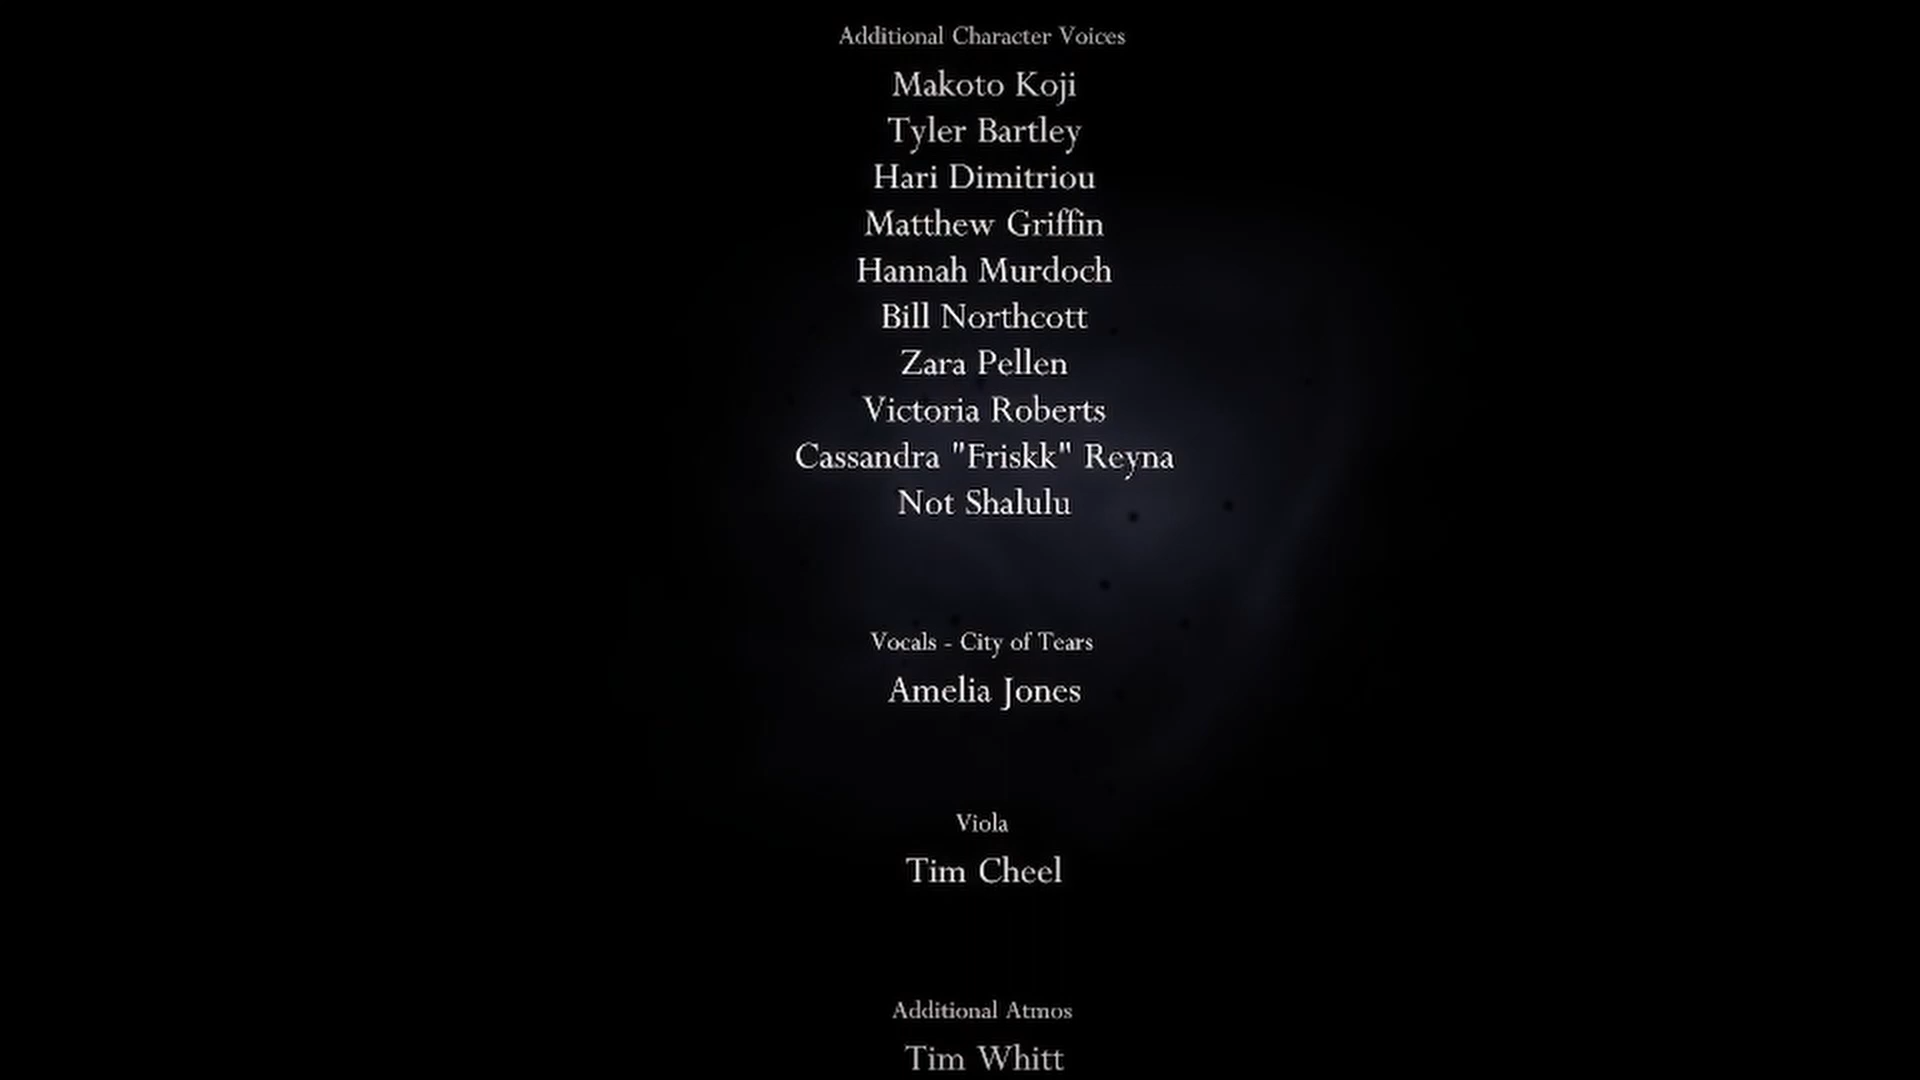 Additional Character Voices
Makoto Koji
Tyler Bartley
Hari Dimitriou
Matthew Griffin
Hannah Murdoch
Bill Northcott
Zara Pellen
Victoria Roberts
Cassandra "Friskk" Reyna
Not Shalulu
Vocals - City of Tears
Amelia Jones
Viola
Tim Cheel
Additional Atmos
Tim Whitt